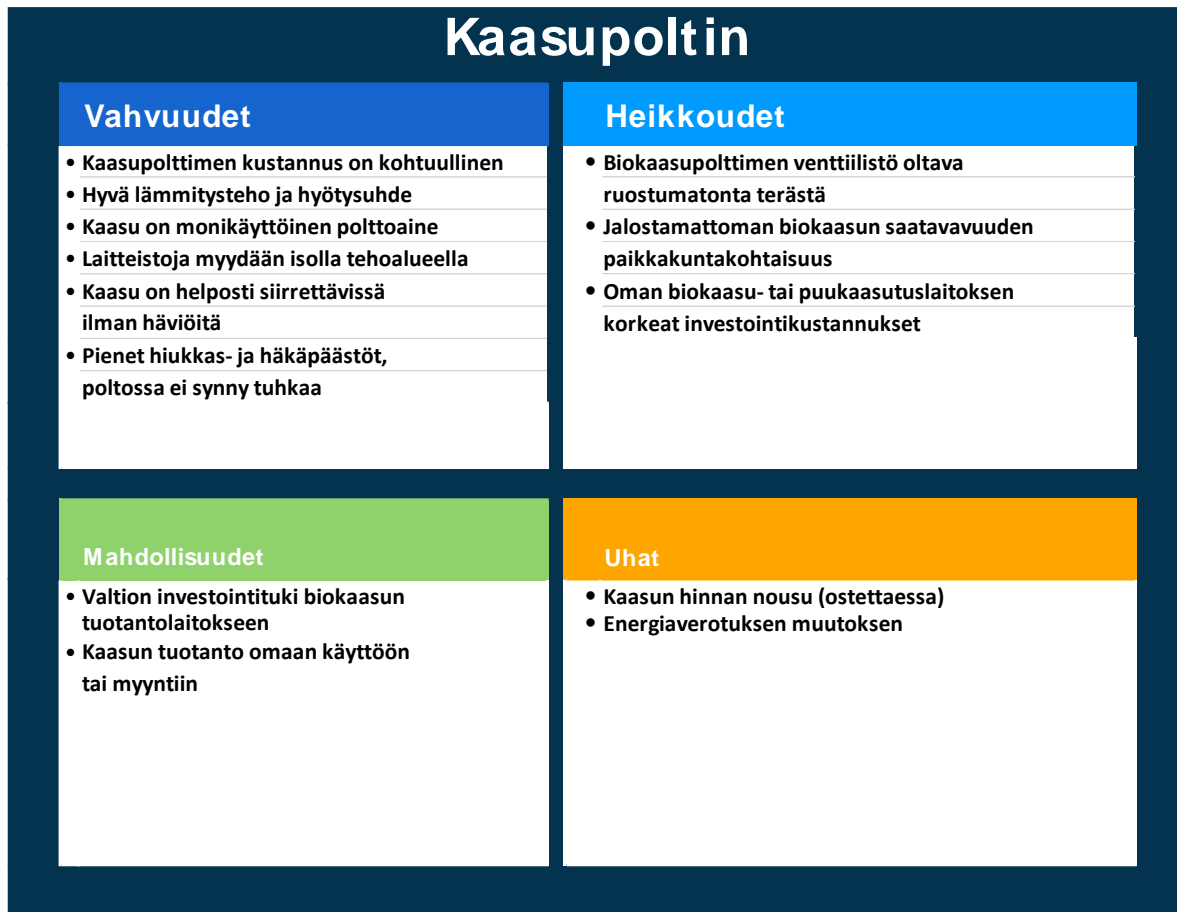 Kaasupoltin
Vahvuudet
• Kaasupolttimen kustannus on kohtuullinen
• Hyvä lämmitysteho ja hyötysuhde
• Kaasu on monikäyttöinen polttoaine
• Laitteistoja myydään isolla tehoalueella
• Kaasu on helposti siirrettävissä
ilman häviöitä
• Pienet hiukkas- ja häkäpäästöt,
poltossa ei synny tuhkaa
Heikkoudet
• Biokaasupolttimen venttiilistö oltava
ruostumatonta terästä
• Jalostamattoman biokaasun saatavavuuden
paikkakuntakohtaisuus
• Oman biokaasu- tai puukaasutuslaitoksen
korkeat investointikustannukset
Mahdollisuudet
• Valtion investointituki biokaasun
tuotantolaitokseen
• Kaasun tuotanto omaan käyttöön
tai myyntiin
Uhat
• Kaasun hinnan nousu (ostettaessa)
• Energiaverotuksen muutoksen